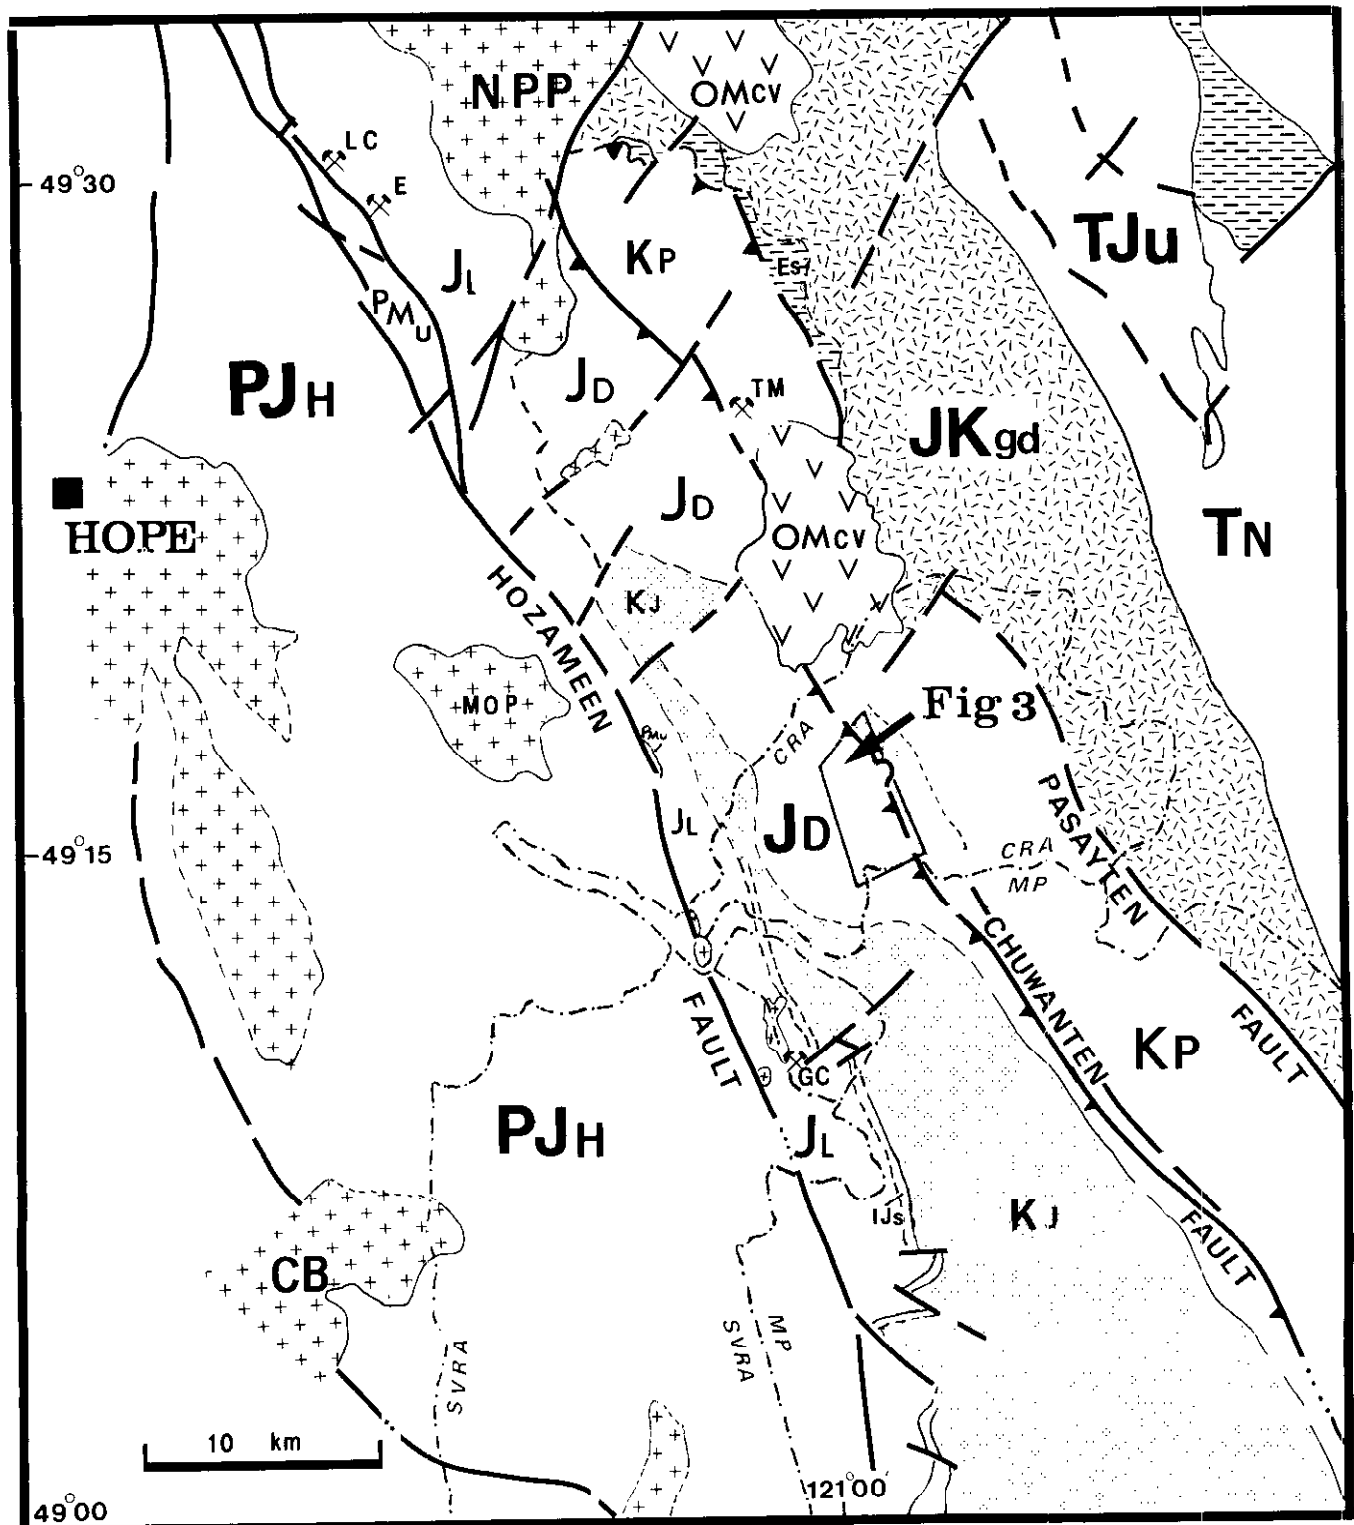 NPP
OMcv
LC
49°30
E
TJu
KP
Es
JL
PMU
PJH
JD
TM
JKgd
HOPE
JD
TN
OMcv
KJ
HOZAMEEN
MOP
Fig 3
PMU
CRA
PASAYTEN
JL
JD
49°15
CRA
MP
CHUWANTEN
FAULT
FAULT
KP
GC
PJH
JL
lJs
KJ
FAULT
CB
MP
SVRA
SVRA
10 km
121°00'
49°00